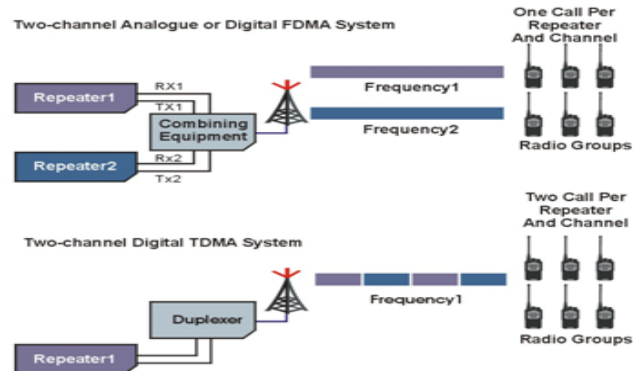 Two-channel Analogue or Digital FDMA System
One Call Per
Repeater
And Channel
Repeater1
RX1
TX1
Combining
Equipment
Frequency1
Frequency2
Repeater2
Rx2
Tx2
Radio Groups
Two Call Per
Repeater
And Channel
Two-channel Digital TDMA System
Duplexer
Frequency1
Repeater1
Radio Groups